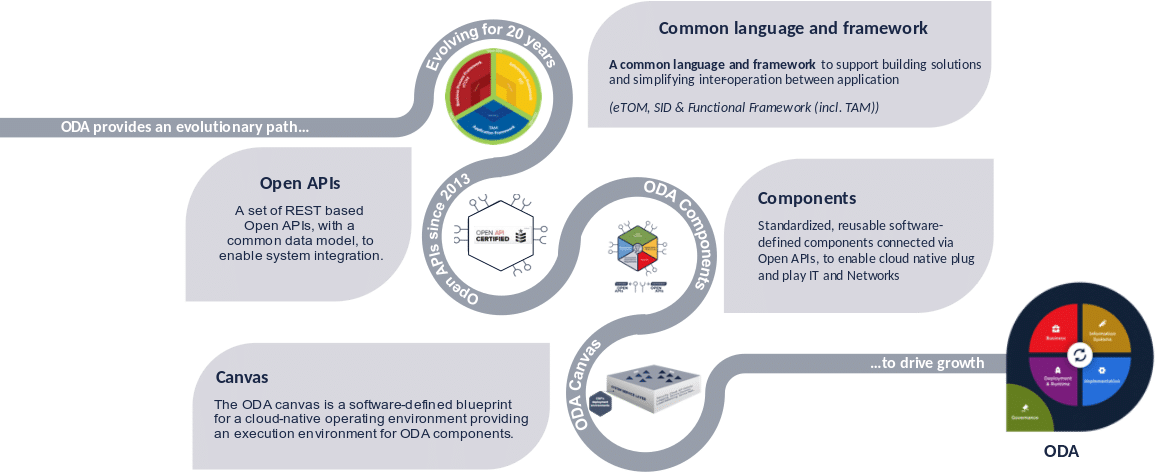 ODA provides an evolutionary path...
Evolving for 20 years
Common language and framework
A common language and framework to support building solutions
and simplifying inter-operation between application
(eTOM, SID & Functional Framework (incl. TAM))
Open APIs
A set of REST based
Open APIs, with a
common data model, to
enable system integration.
Open APIs since 2013
OPEN API
CERTIFIED
ODA Components
Components
Standardized, reusable software-
defined components connected via
Open APIs, to enable cloud native plug
and play IT and Networks
Canvas
The ODA canvas is a software-defined blueprint
for a cloud-native operating environment providing
an execution environment for ODA components.
ODA Canvas
...to drive growth
Business
Information
Systems
Deployment
& Runtime
Implementation
Governance
ODA